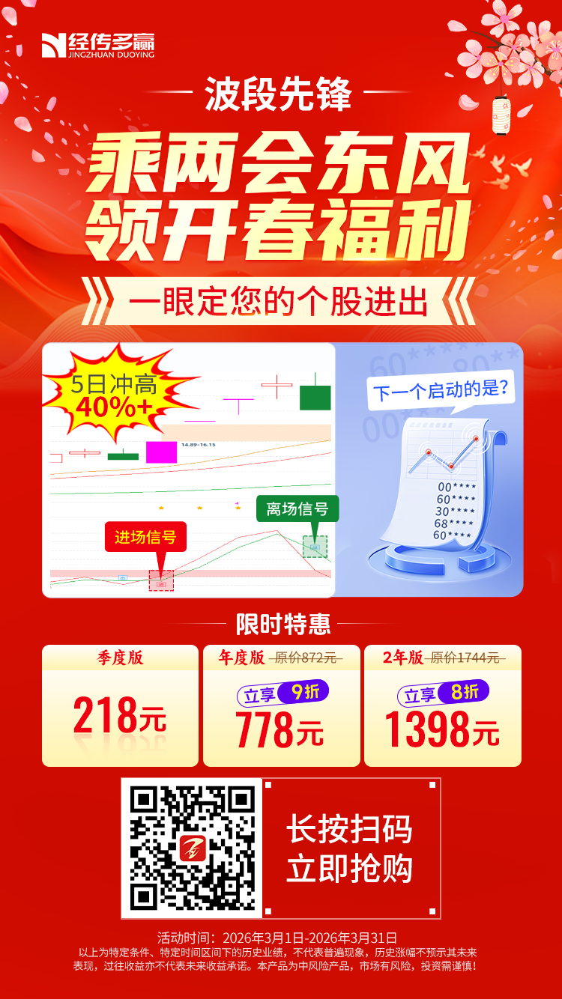 经传多赢
JINGZHUAN DUOYING
波段先锋
乘两会东风
领开春福利
一眼定您的个股进出
5日冲高
40%+
14.89-16.15
离场信号
进场信号
60****
80**
00**
下一个启动的是?
00****
60****
30****
68****
60****
限时特惠
季度版
218元
年度版 原价872元
立享 9折
778元
2年版 原价1744元
立享 8折
1398元
长按扫码
立即抢购
活动时间：2026年3月1日-2026年3月31日
以上为特定条件、特定时间区间下的历史业绩，不代表普遍现象，历史涨幅不预示其未来
表现，过往收益亦不代表未来收益承诺。本产品为中风险产品，市场有风险，投资需谨慎！